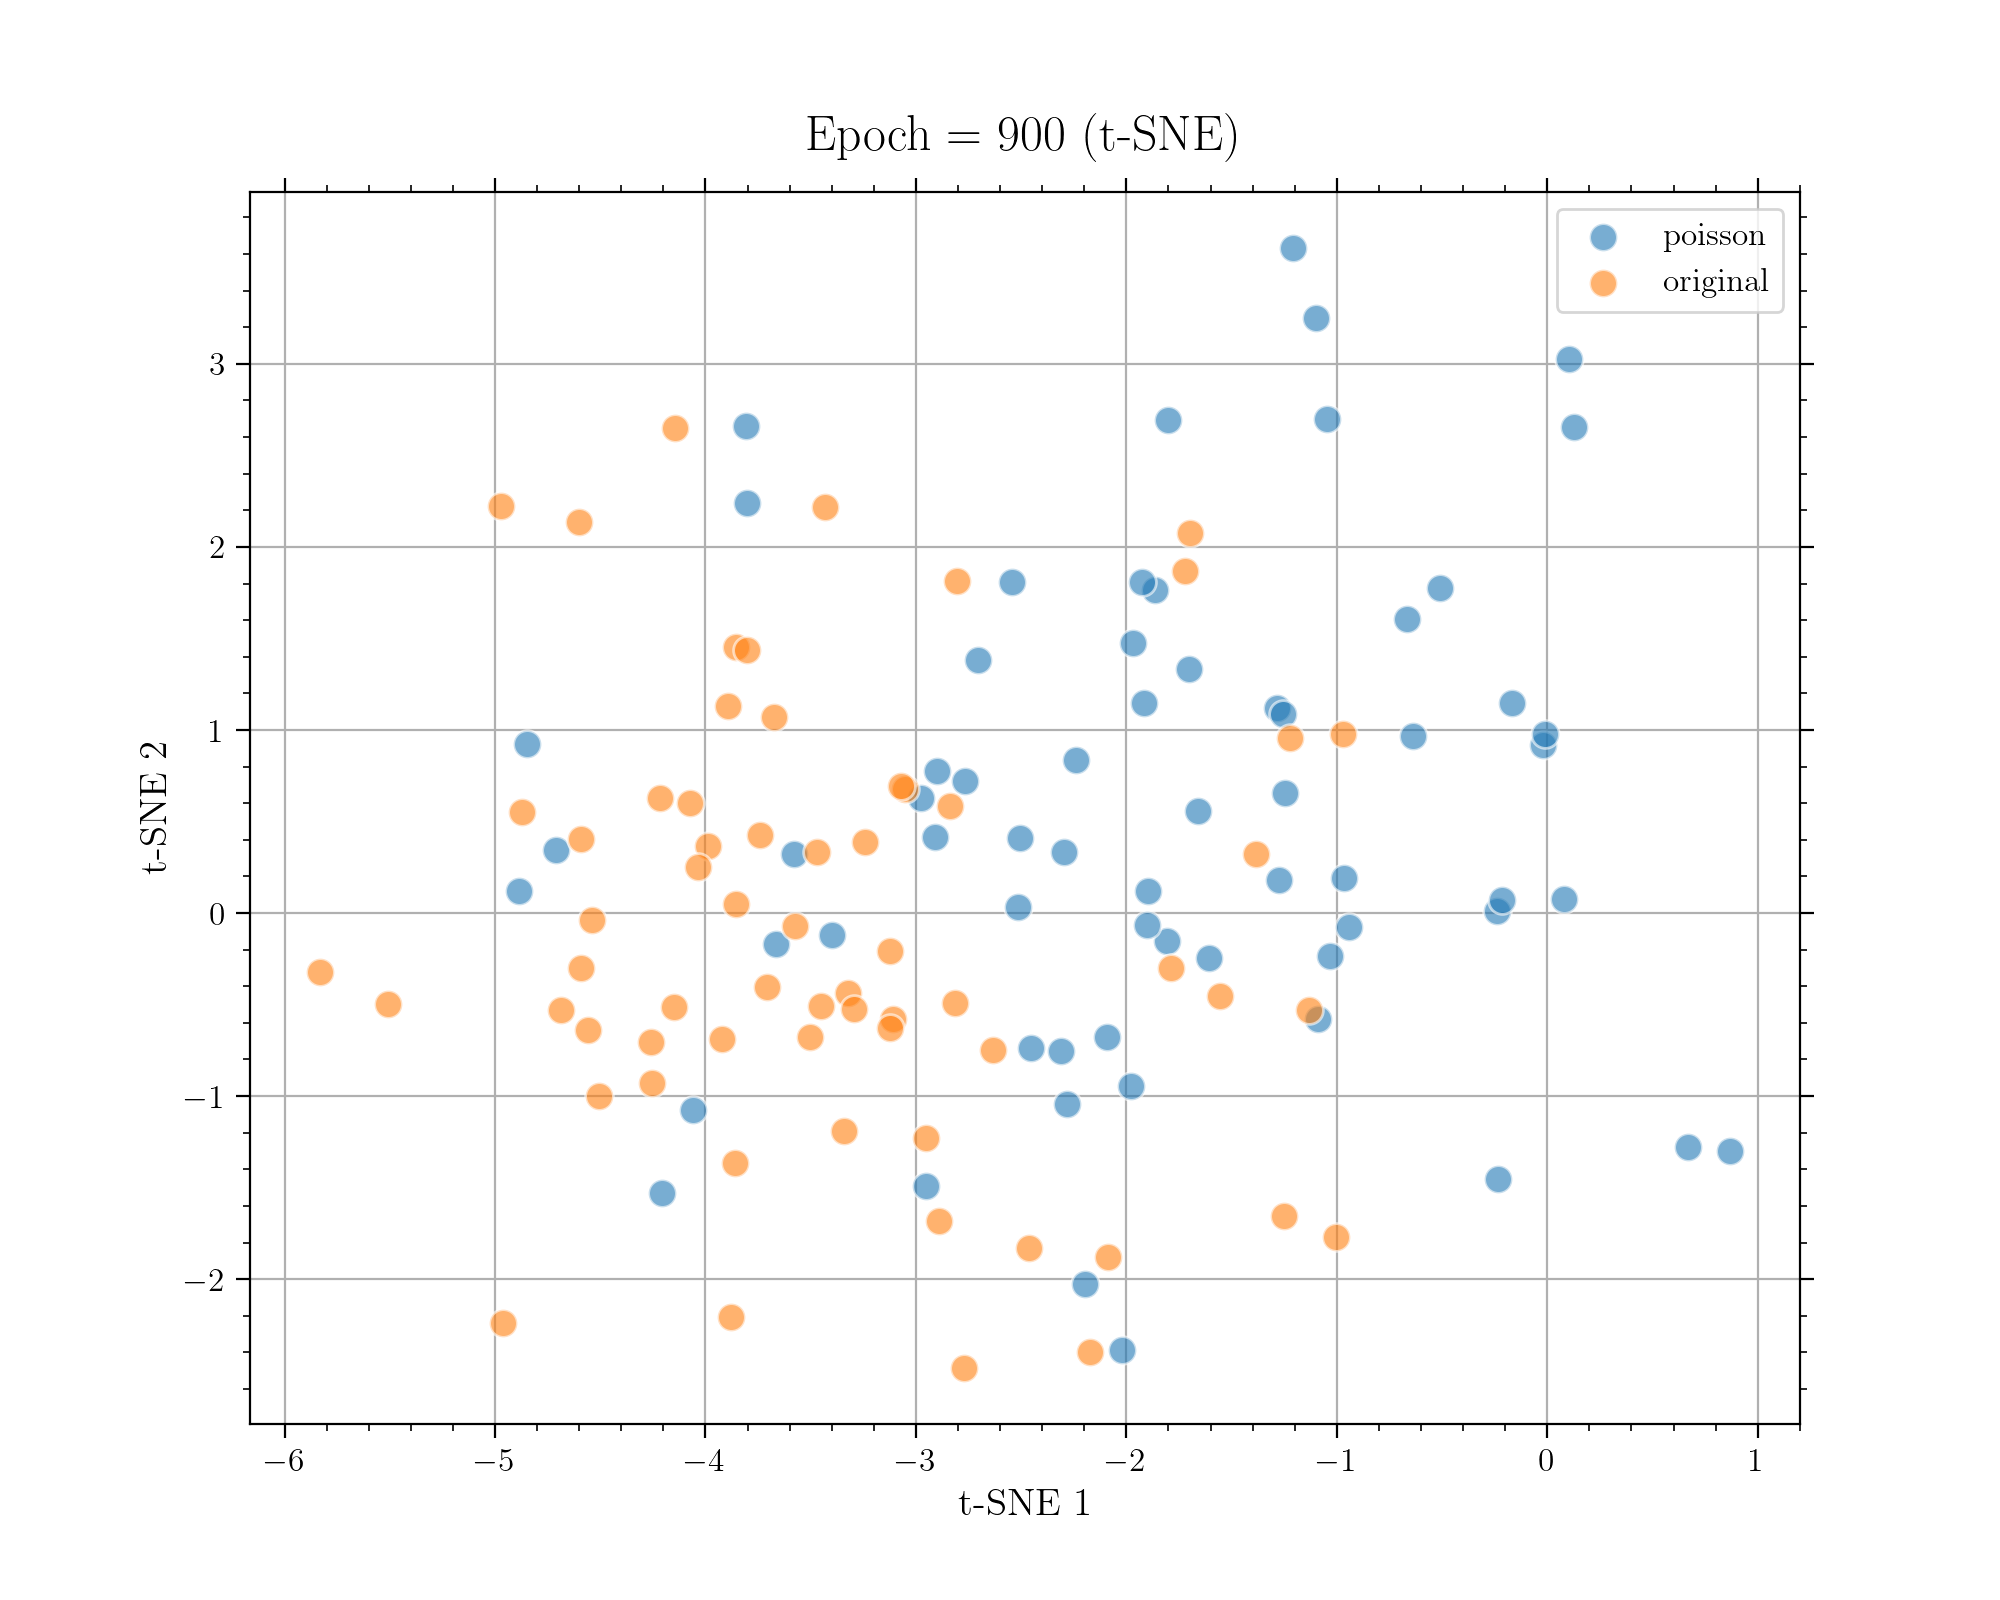 Epoch = 900 (t-SNE)
poisson
original
t-SNE 2
3
2
1
0
−1
−2
−6 −5 −4 −3 −2 −1 0 1
t-SNE 1